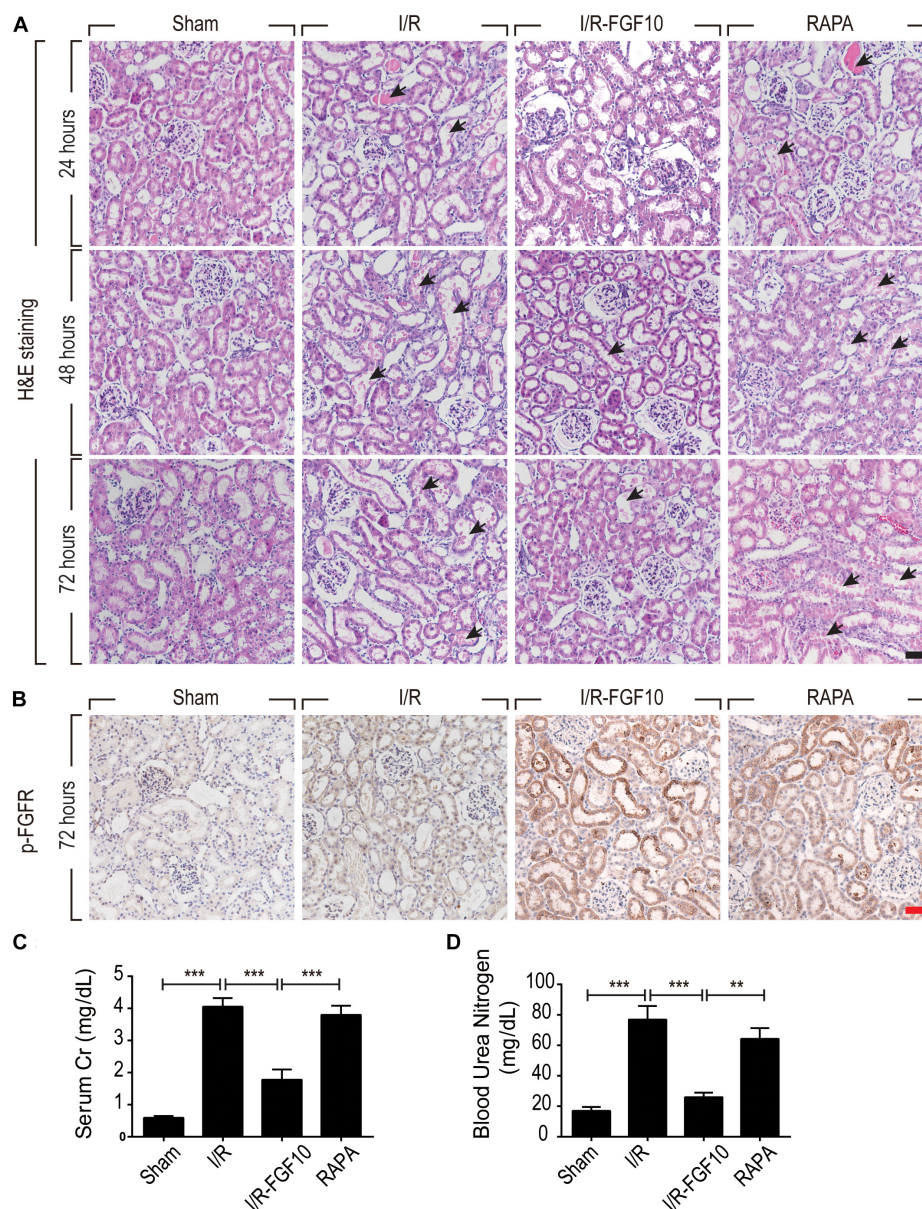 A
Sham I/R I/R-FGF10 RAPA
H&E staining
24 hours
48 hours
72 hours
B
Sham I/R I/R-FGF10 RAPA
p-FGFR
72 hours
C
Serum Cr (mg/dL)
5
4
3
2
1
0
*** *** ***
Sham I/R I/R-FGF10 RAPA
D
Blood Urea Nitrogen
(mg/dL)
100
80
60
40
20
0
*** *** **
Sham I/R I/R-FGF10 RAPA